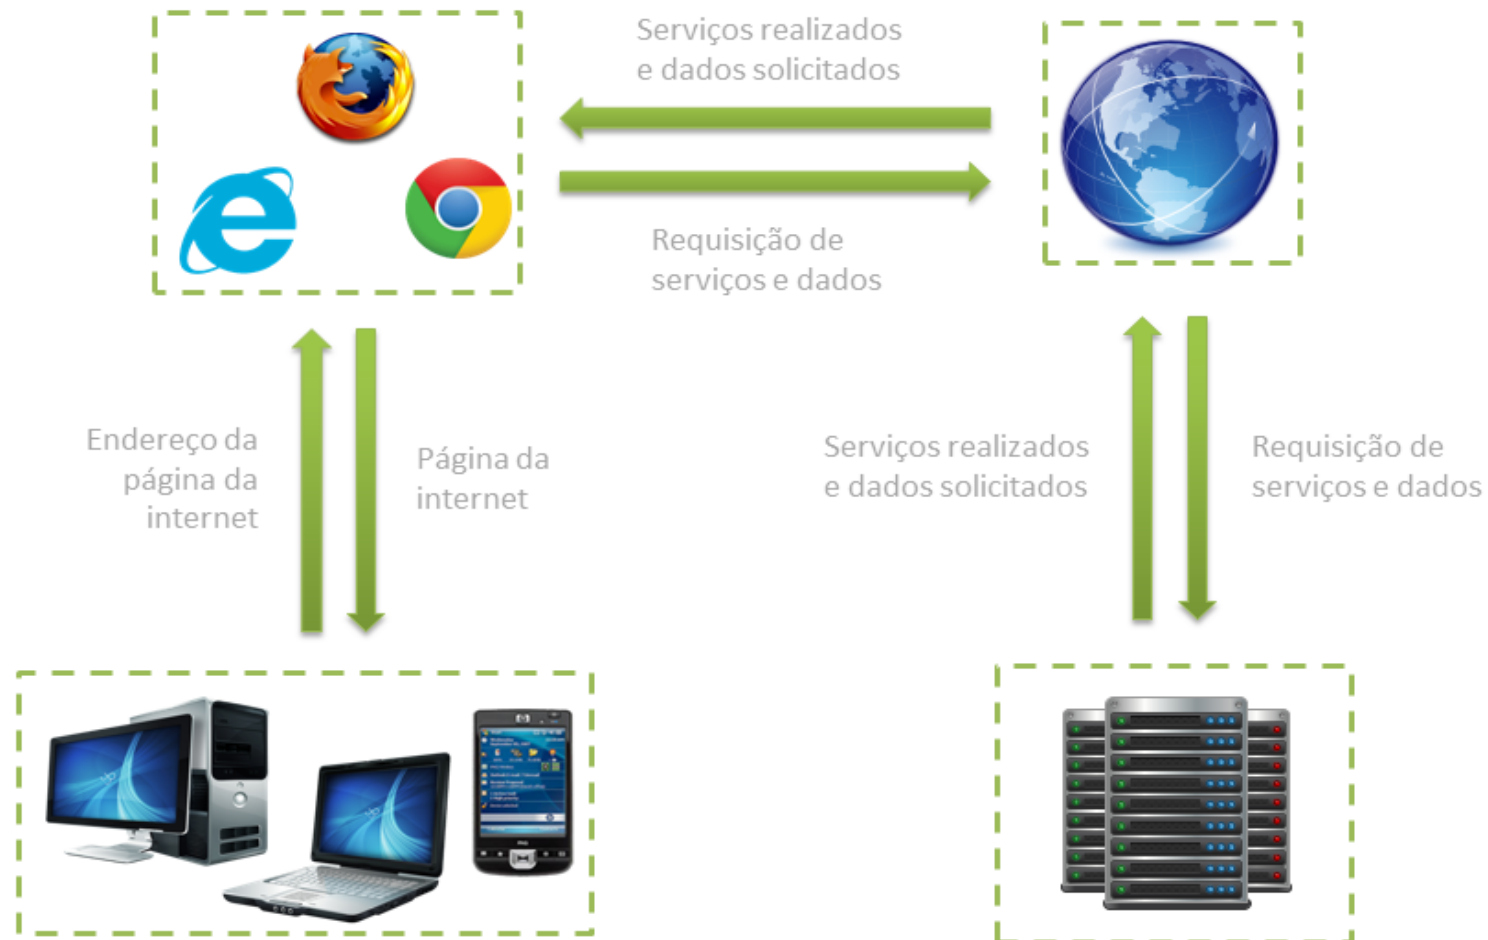 Serviços realizados
e dados solicitados
Requisição de
serviços e dados
Endereço da
página da
internet
Página da
internet
Serviços realizados
e dados solicitados
Requisição de
serviços e dados